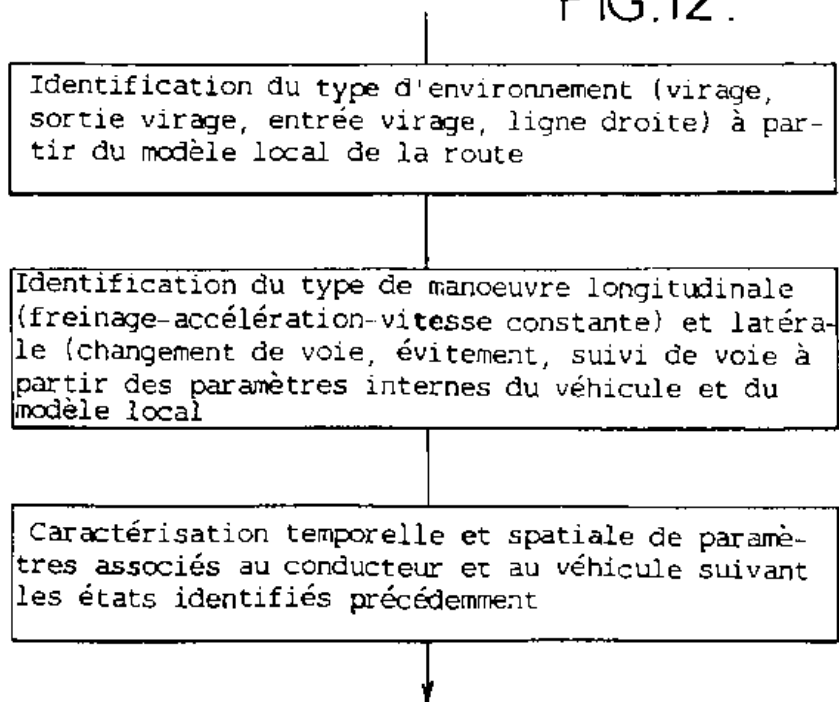 FIG.12.
Identification du type d'environnement (virage,
sortie virage, entrée virage, ligne droite) à par-
tir du modèle local de la route
Identification du type de manoeuvre longitudinale
(freinage-accélération-vitesse constante) et latéra-
le (changement de voie, évitement, suivi de voie à
partir des paramètres internes du véhicule et du
modèle local
Caractérisation temporelle et spatiale de paramè-
tres associés au conducteur et au véhicule suivant
les états identifiés précédemment